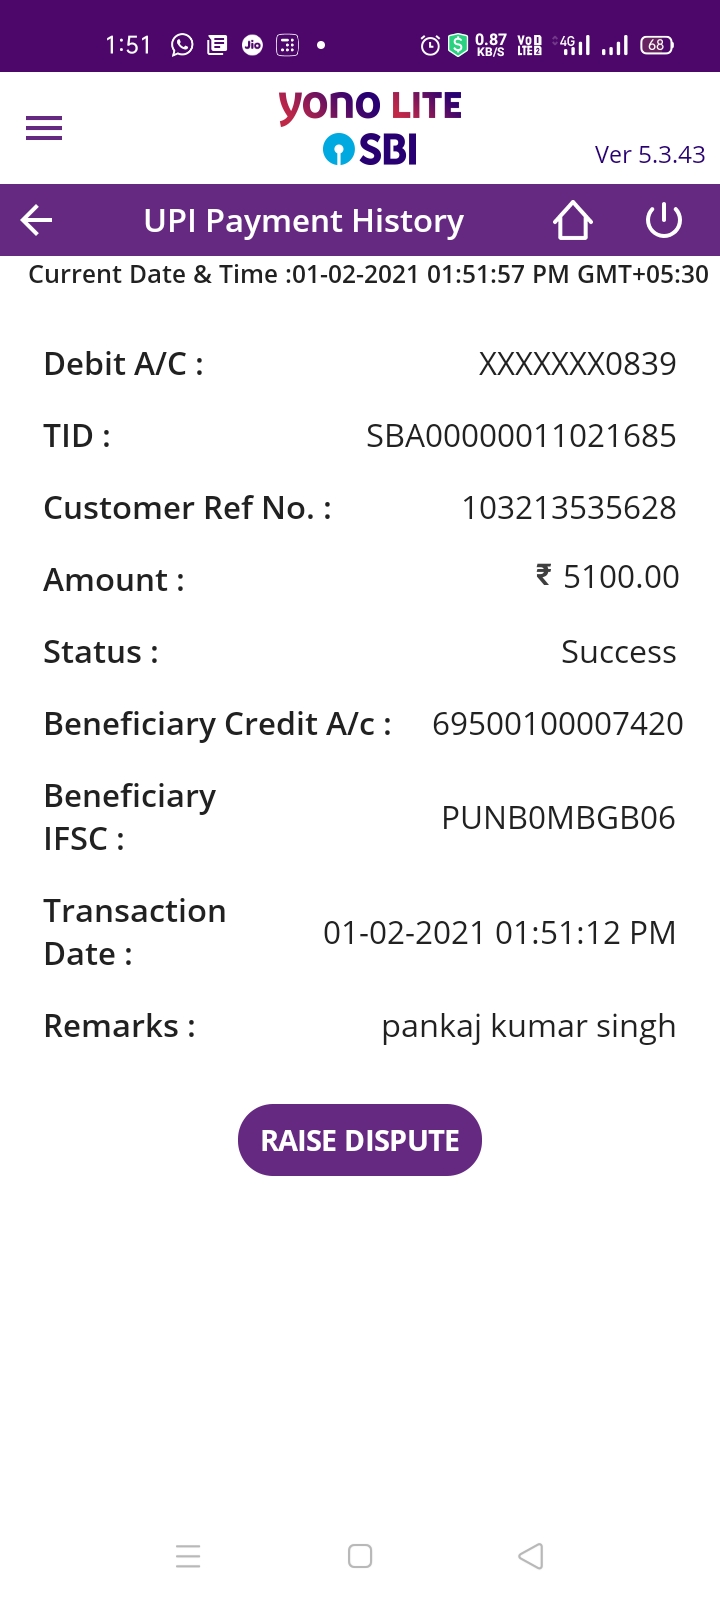 1:51 Jio 0.87 KB/S VoD LTE2 4G 68
yono LITE
SBI
Ver 5.3.43
UPI Payment History
Current Date & Time :01-02-2021 01:51:57 PM GMT+05:30
Debit A/C : XXXXXXX0839
TID : SBA00000011021685
Customer Ref No. : 103213535628
Amount : ₹ 5100.00
Status : Success
Beneficiary Credit A/c : 69500100007420
Beneficiary
IFSC : PUNB0MBGB06
Transaction
Date : 01-02-2021 01:51:12 PM
Remarks : pankaj kumar singh
RAISE DISPUTE